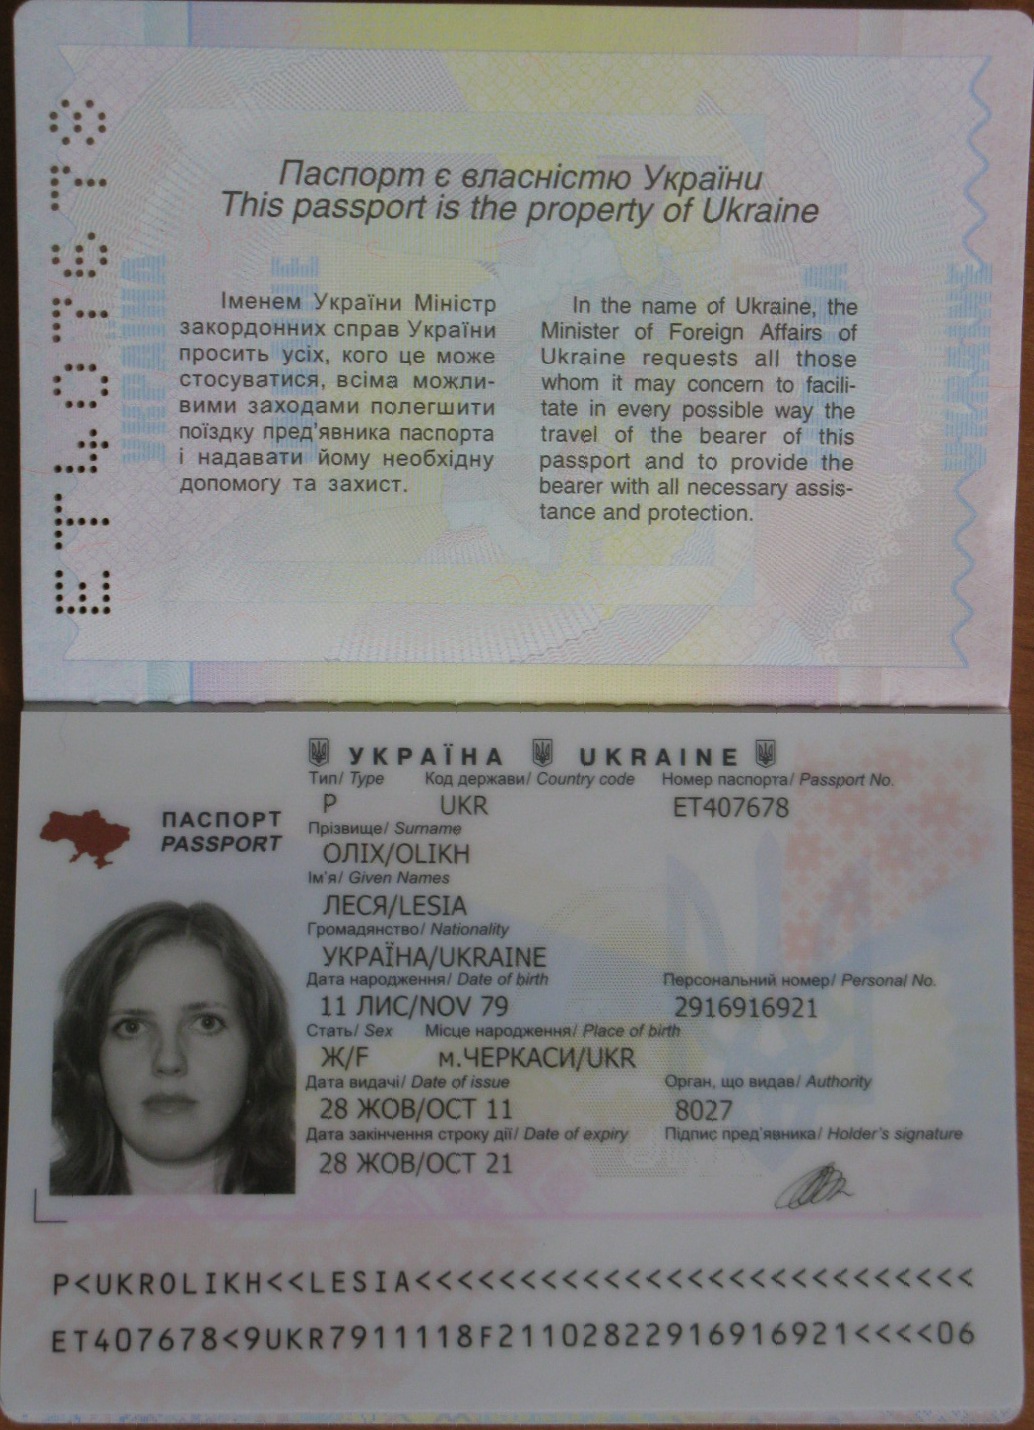 ET407678
Паспорт є власністю України
This passport is the property of Ukraine
Іменем України Міністр
закордонних справ України
просить усіх, кого це може
стосуватися, всіма можли-
вими заходами полегшити
поїздку пред'явника паспорта
і надавати йому необхідну
допомогу та захист.
In the name of Ukraine, the
Minister of Foreign Affairs of
Ukraine requests all those
whom it may concern to facili-
tate in every possible way the
travel of the bearer of this
passport and to provide the
bearer with all necessary assis-
tance and protection.
УКРАЇНА UKRAINE
Тип/ Type Код держави/ Country code Номер паспорта/ Passport No.
P UKR ET407678
ПАСПОРТ
PASSPORT
Прізвище/ Surname
ОЛІХ/OLIKH
Ім'я/ Given Names
ЛЕСЯ/LESIA
Громадянство/ Nationality
УКРАЇНА/UKRAINE
Дата народження/ Date of birth Персональний номер/ Personal No.
11 ЛИС/NOV 79 2916916921
Стать/ Sex Місце народження/ Place of birth
Ж/F м.ЧЕРКАСИ/UKR
Дата видачі/ Date of issue Орган, що видав/ Authority
28 ЖОВ/OCT 11 8027
Дата закінчення строку дії/ Date of expiry Підпис пред'явника/ Holder's signature
28 ЖОВ/OCT 21
P<UKROLIKH<<LESIA<<<<<<<<<<<<<<<<<<<<<<<<<<<
ET407678<9UKR7911118F21102822916916921<<<<06